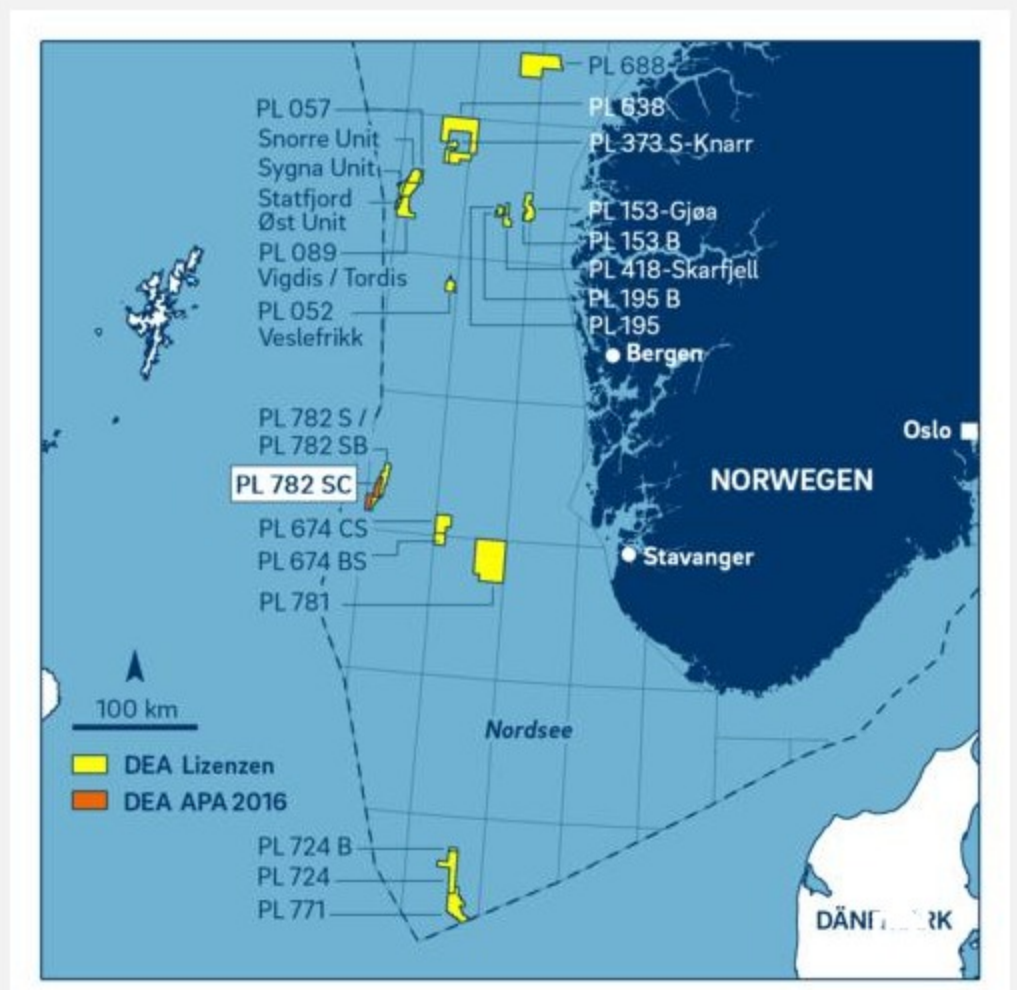 PL 688
PL 057
PL 638
Snorre Unit
PL 373 S-Knarr
Sygna Unit
Statfjord
Øst Unit
PL 153-Gjøa
PL 089
Vigdis / Tordis
PL 153 B
PL 418-Skarfjell
PL 052
Veslefrikk
PL 195 B
PL 195
Bergen
PL 782 S /
PL 782 SB
Oslo
PL 782 SC
NORWEGEN
PL 674 CS
PL 674 BS
Stavanger
PL 781
100 km
Nordsee
DEA Lizenzen
DEA APA 2016
PL 724 B
PL 724
PL 771